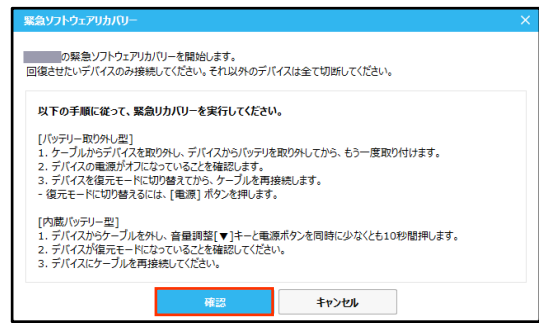 緊急ソフトウェアリカバリー
の緊急ソフトウェアリカバリーを開始します。
回復させたいデバイスのみ接続してください。それ以外のデバイスは全て切断してください。
以下の手順に従って、緊急リカバリーを実行してください。
[バッテリー取り外し型]
1. ケーブルからデバイスを取り外し、デバイスからバッテリを取り外してから、もう一度取り付けます。
2. デバイスの電源がオフになっていることを確認します。
3. デバイスを復元モードに切り替えてから、ケーブルを再接続します。
- 復元モードに切り替えるには、[電源] ボタンを押します。
[内蔵バッテリー型]
1. デバイスからケーブルを外し、音量調整[▼]キーと電源ボタンを同時に少なくとも10秒間押します。
2. デバイスが復元モードになっていることを確認してください。
3. デバイスにケーブルを再接続してください。
確認 キャンセル